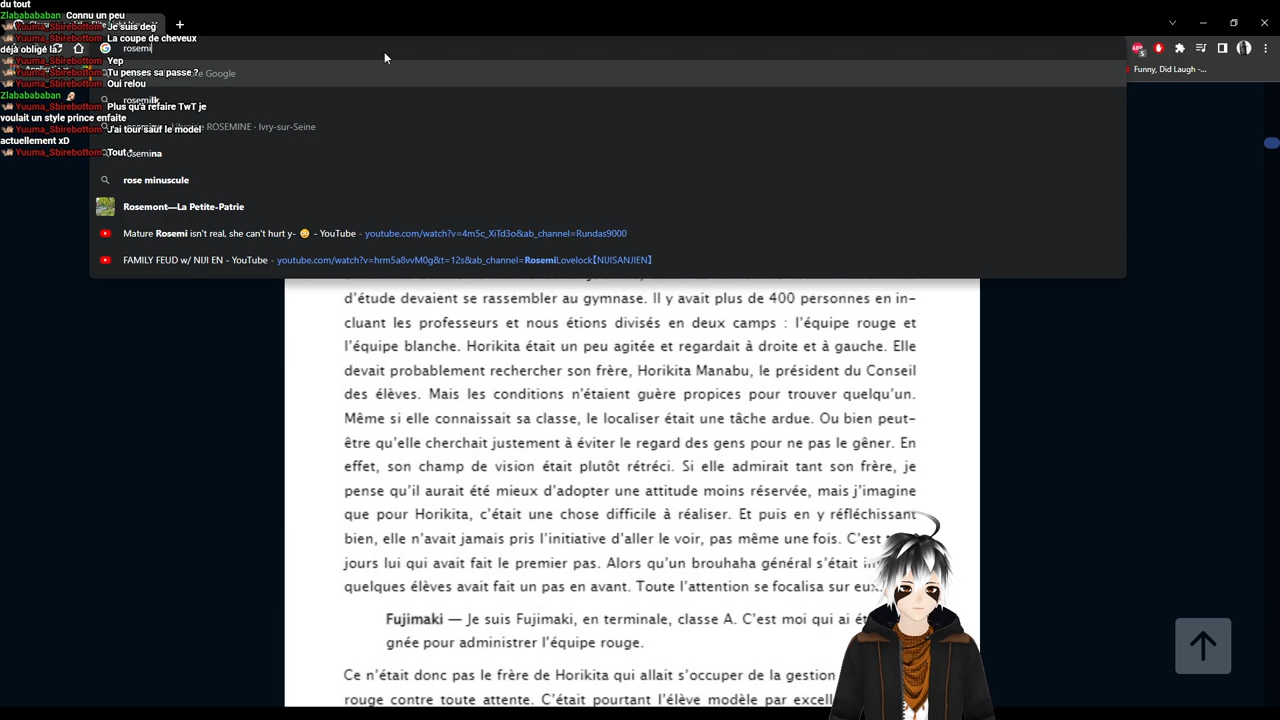 du tout
Zlababababan Connu un peu
Yuuma_Sbirebottom Je suis deg
Yuuma_Sbirebottom La coupe de cheveux
déjà obligé la
Yuuma_Sbirebottom Yep
Yuuma_Sbirebottom Tu penses sa passe ?
Yuuma_Sbirebottom Oui relou
Zlababababan
Yuuma_Sbirebottom Plus qu'à refaire TwT je
voulait un style prince enfaite
Yuuma_Sbirebottom J'ai tour sauf le model
actuellement xD
Yuuma_Sbirebottom Tout*
rosemi
Google
rosemilk
ROSEMINE - Ivry-sur-Seine
rosemina
rose minuscule
Rosemont—La Petite-Patrie
Mature Rosemi isn't real, she can't hurt y- 😳 - YouTube - youtube.com/watch?v=4m5c_XiTd3o&ab_channel=Rundas9000
FAMILY FEUD w/ NIJI EN - YouTube - youtube.com/watch?v=hrm5a8vvM0g&t=12s&ab_channel=RosemiLovelock【NIJISANJIEN】
Funny, Did Laugh -...
d'étude devaient se rassembler au gymnase. Il y avait plus de 400 personnes en in-
cluant les professeurs et nous étions divisés en deux camps : l'équipe rouge et
l'équipe blanche. Horikita était un peu agitée et regardait à droite et à gauche. Elle
devait probablement rechercher son frère, Horikita Manabu, le président du Conseil
des élèves. Mais les conditions n'étaient guère propices pour trouver quelqu'un.
Même si elle connaissait sa classe, le localiser était une tâche ardue. Ou bien peut-
être qu'elle cherchait justement à éviter le regard des gens pour ne pas le gêner. En
effet, son champ de vision était plutôt rétréci. Si elle admirait tant son frère, je
pense qu'il aurait été mieux d'adopter une attitude moins réservée, mais j'imagine
que pour Horikita, c'était une chose difficile à réaliser. Et puis en y réfléchissant
bien, elle n'avait jamais pris l'initiative d'aller le voir, pas même une fois. C'est
jours lui qui avait fait le premier pas. Alors qu'un brouhaha général s'était
quelques élèves avait fait un pas en avant. Toute l'attention se focalisa sur eux.
Fujimaki — Je suis Fujimaki, en terminale, classe A. C'est moi qui ai
gnée pour administrer l'équipe rouge.
Ce n'était donc pas le frère de Horikita qui allait s'occuper de la gestion
rouge contre toute attente. C'était pourtant l'élève modèle par